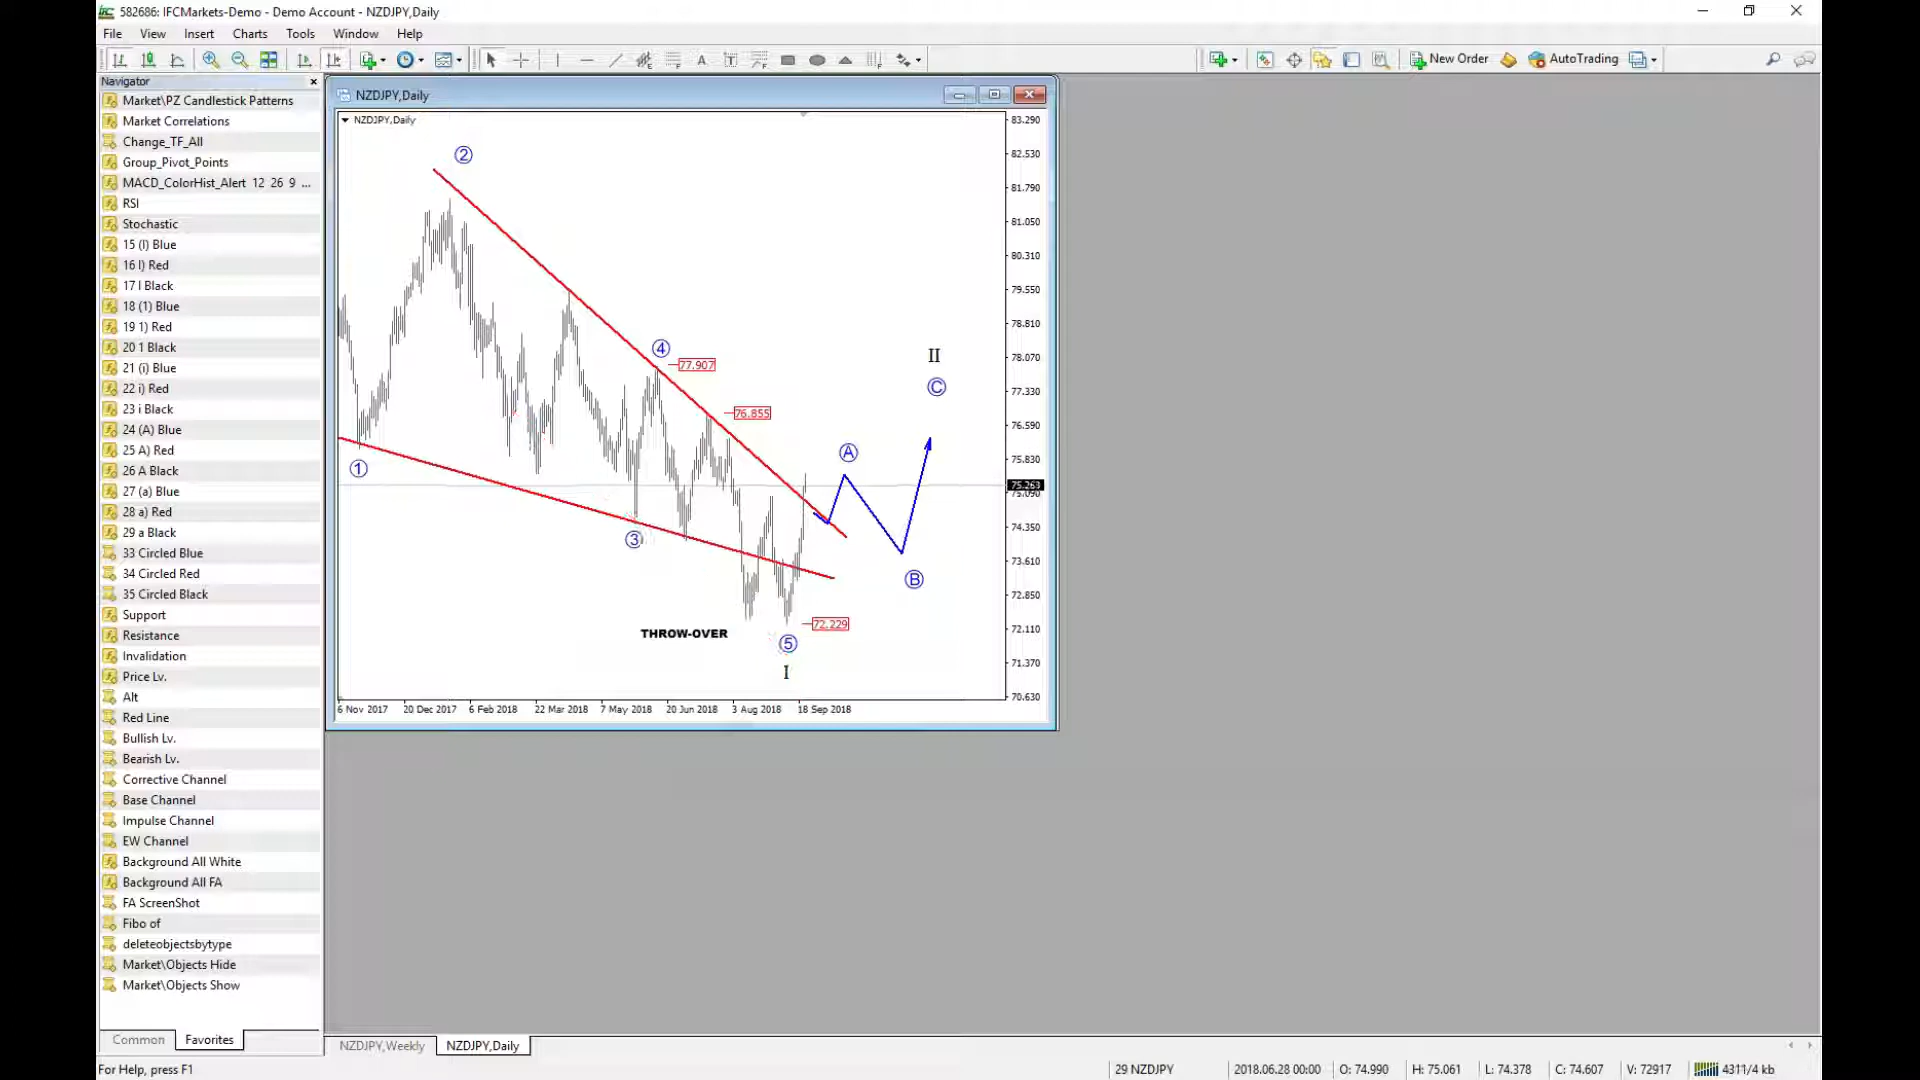 582686: IFCMarkets-Demo - Demo Account - NZDJPY,Daily
File View Insert Charts Tools Window Help
New Order AutoTrading
Navigator
Market\PZ Candlestick Patterns
Market Correlations
Change_TF_All
Group_Pivot_Points
MACD_ColorHist_Alert 12 26 9 ...
RSI
Stochastic
15 (I) Blue
16 I) Red
17 I Black
18 (1) Blue
19 1) Red
20 1 Black
21 (i) Blue
22 i) Red
23 i Black
24 (A) Blue
25 A) Red
26 A Black
27 (a) Blue
28 a) Red
29 a Black
33 Circled Blue
34 Circled Red
35 Circled Black
Support
Resistance
Invalidation
Price Lv.
Alt
Red Line
Bullish Lv.
Bearish Lv.
Corrective Channel
Base Channel
Impulse Channel
EW Channel
Background All White
Background All FA
FA ScreenShot
Fibo of
deleteobjectsbytype
Market\Objects Hide
Market\Objects Show
Common Favorites
NZDJPY,Daily
NZDJPY,Daily
2
4
77.907
76.855
II
C
A
1
3
B
THROW-OVER
72.229
5
I
83.290
82.530
81.790
81.050
80.310
79.550
78.810
78.070
77.330
76.590
75.830
75.263
75.090
74.350
73.610
72.850
72.110
71.370
70.630
6 Nov 2017 20 Dec 2017 6 Feb 2018 22 Mar 2018 7 May 2018 20 Jun 2018 3 Aug 2018 18 Sep 2018
NZDJPY,Weekly NZDJPY,Daily
For Help, press F1 29 NZDJPY 2018.06.28 00:00 O: 74.990 H: 75.061 L: 74.378 C: 74.607 V: 72917 4311/4 kb